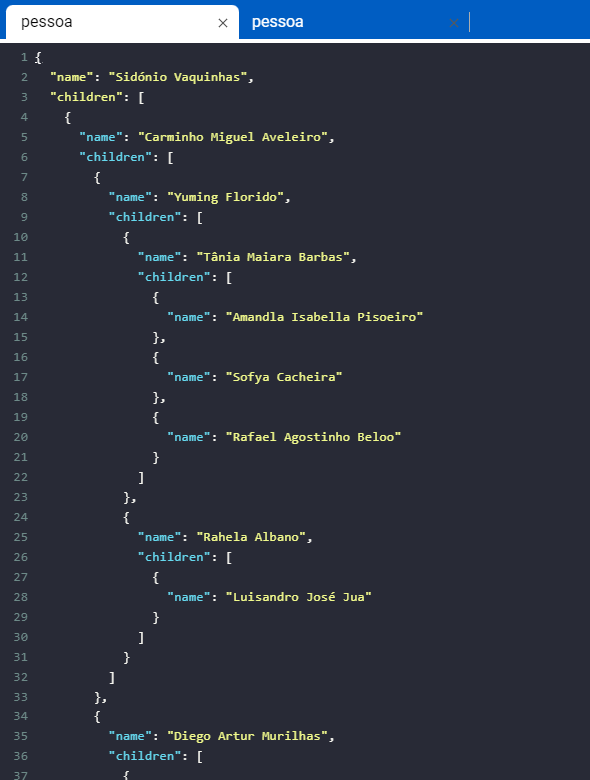 pessoa × pessoa ×
1 {
2   "name": "Sidónio Vaquinhas",
3   "children": [
4     {
5       "name": "Carminho Miguel Aveleiro",
6       "children": [
7         {
8           "name": "Yuming Florido",
9           "children": [
10             {
11               "name": "Tânia Maiara Barbas",
12               "children": [
13                 {
14                   "name": "Amandla Isabella Pisoeiro"
15                 },
16                 {
17                   "name": "Sofya Cacheira"
18                 },
19                 {
20                   "name": "Rafael Agostinho Beloo"
21                 }
22               ]
23             },
24             {
25               "name": "Rahela Albano",
26               "children": [
27                 {
28                   "name": "Luisandro José Jua"
29                 }
30               ]
31             }
32           ]
33         },
34         {
35           "name": "Diego Artur Murilhas",
36           "children": [
37             {